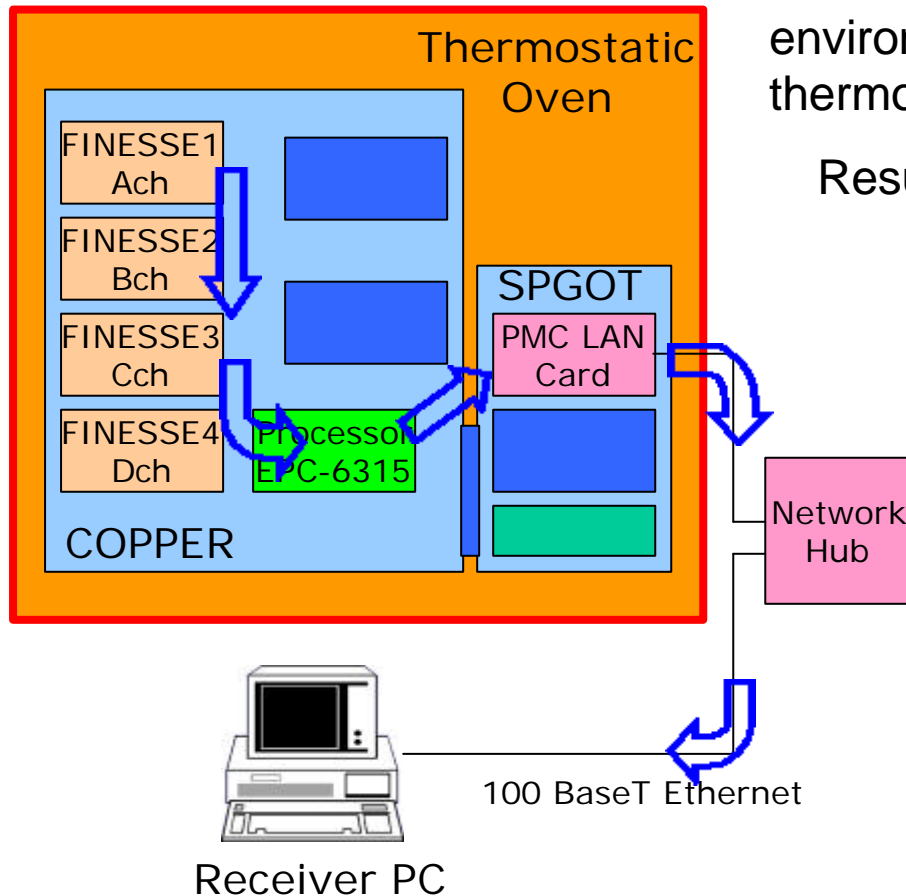 Thermostatic
Oven
FINESSE1
Ach
FINESSE2
Bch
FINESSE3
Cch
FINESSE4
Dch
Processor
EPC-6315
COPPER
SPGOT
PMC LAN
Card
Network
Hub
100 BaseT Ethernet
Receiver PC